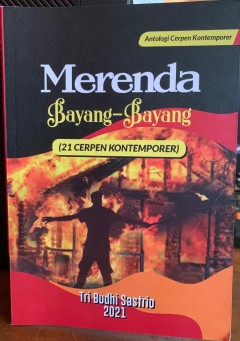 Antologi Cerpen Kontemporer
Merenda
Bayang-Bayang
(21 CERPEN KONTEMPORER)
Tri Budhi Sastrio
2021